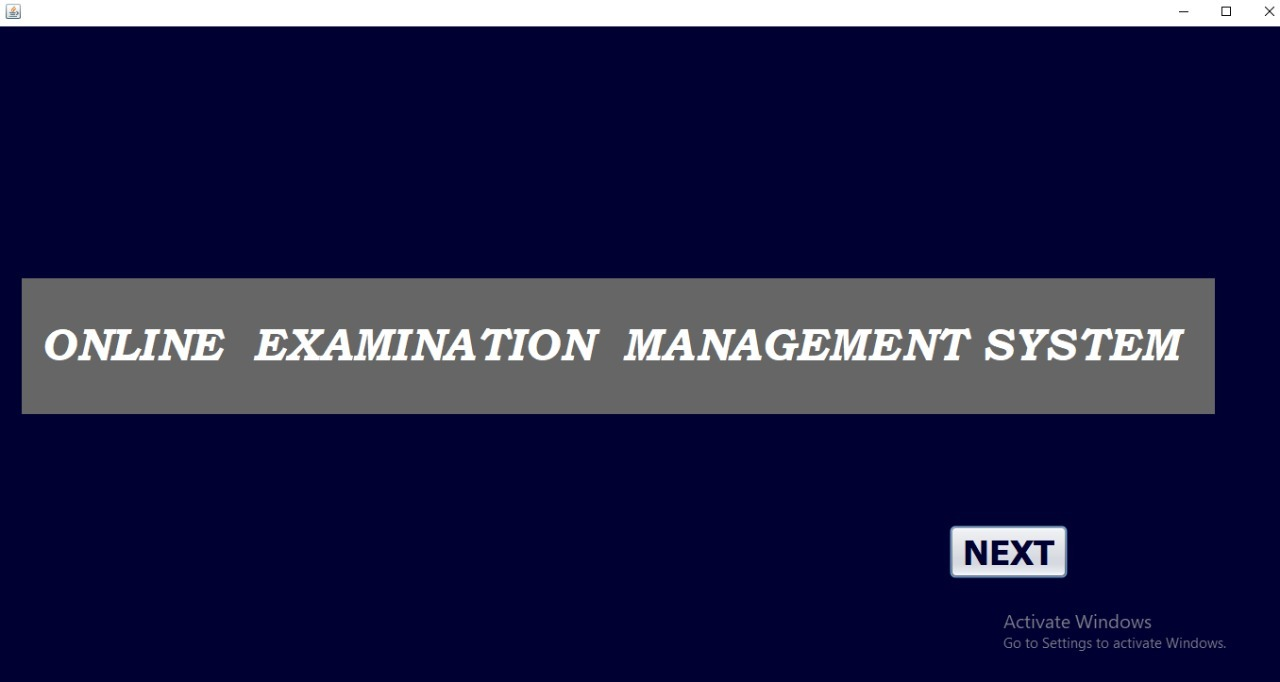 ONLINE EXAMINATION MANAGEMENT SYSTEM
NEXT
Activate Windows
Go to Settings to activate Windows.